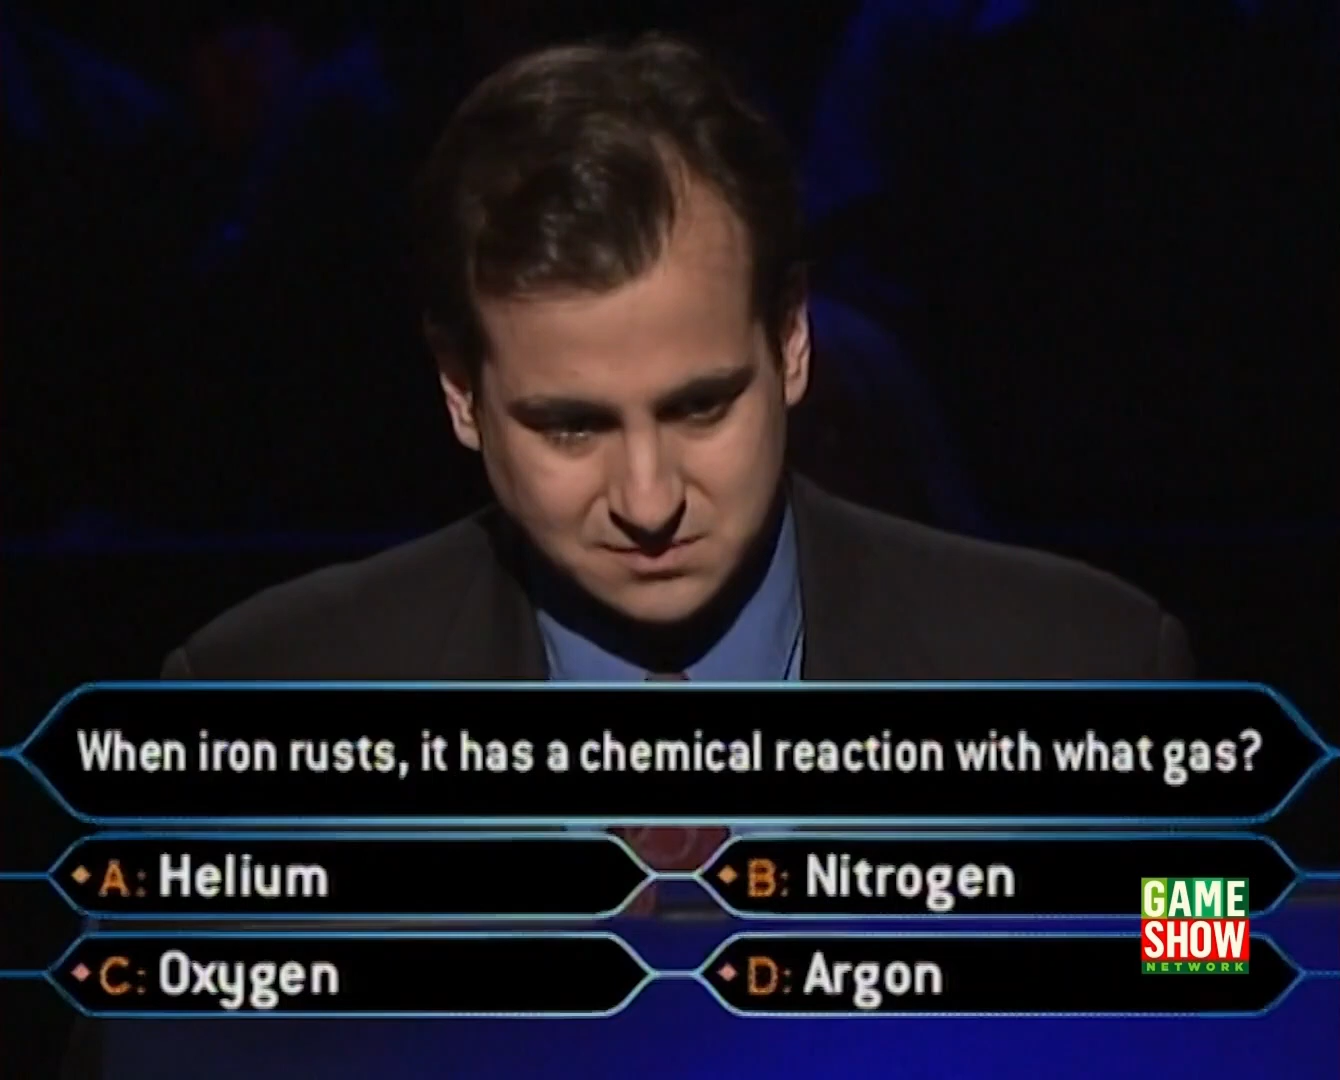 When iron rusts, it has a chemical reaction with what gas?
A: Helium
B: Nitrogen
C: Oxygen
D: Argon
GAME
SHOW
NETWORK